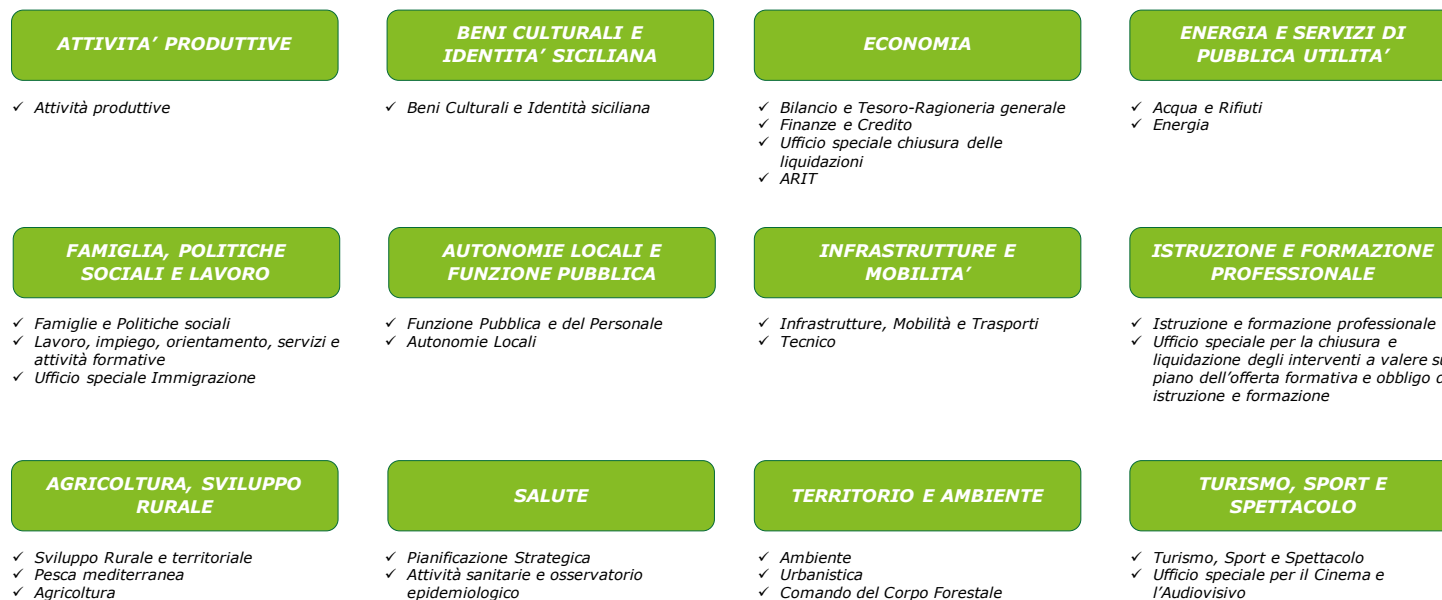 ATTIVITA’ PRODUTTIVE
✓ Attività produttive
BENI CULTURALI E
IDENTITA’ SICILIANA
✓ Beni Culturali e Identità siciliana
ECONOMIA
✓ Bilancio e Tesoro-Ragioneria generale
✓ Finanze e Credito
✓ Ufficio speciale chiusura delle
liquidazioni
✓ ARIT
ENERGIA E SERVIZI DI
PUBBLICA UTILITA’
✓ Acqua e Rifiuti
✓ Energia
FAMIGLIA, POLITICHE
SOCIALI E LAVORO
✓ Famiglie e Politiche sociali
✓ Lavoro, impiego, orientamento, servizi e
attività formative
✓ Ufficio speciale Immigrazione
AUTONOMIE LOCALI E
FUNZIONE PUBBLICA
✓ Funzione Pubblica e del Personale
✓ Autonomie Locali
INFRASTRUTTURE E
MOBILITA’
✓ Infrastrutture, Mobilità e Trasporti
✓ Tecnico
ISTRUZIONE E FORMAZIONE
PROFESSIONALE
✓ Istruzione e formazione professionale
✓ Ufficio speciale per la chiusura e
liquidazione degli interventi a valere
piano dell’offerta formativa e obbligo
istruzione e formazione
AGRICOLTURA, SVILUPPO
RURALE
✓ Sviluppo Rurale e territoriale
✓ Pesca mediterranea
✓ Agricoltura
SALUTE
✓ Pianificazione Strategica
✓ Attività sanitarie e osservatorio
epidemiologico
TERRITORIO E AMBIENTE
✓ Ambiente
✓ Urbanistica
✓ Comando del Corpo Forestale
TURISMO, SPORT E
SPETTACOLO
✓ Turismo, Sport e Spettacolo
✓ Ufficio speciale per il Cinema e
l’Audiovisivo